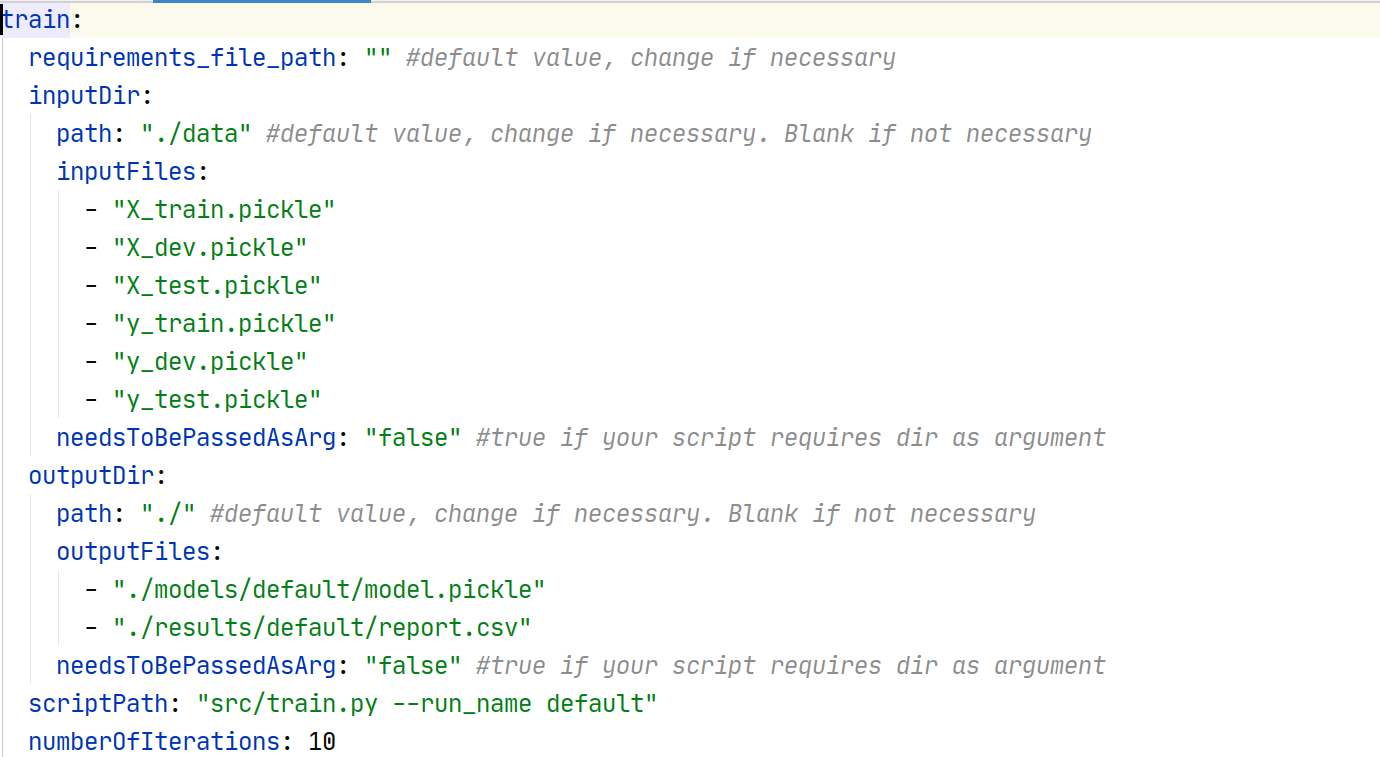 train:
  requirements_file_path: "" #default value, change if necessary
  inputDir:
    path: "./data" #default value, change if necessary. Blank if not necessary
    inputFiles:
      - "X_train.pickle"
      - "X_dev.pickle"
      - "X_test.pickle"
      - "y_train.pickle"
      - "y_dev.pickle"
      - "y_test.pickle"
    needsToBePassedAsArg: "false" #true if your script requires dir as argument
  outputDir:
    path: "./" #default value, change if necessary. Blank if not necessary
    outputFiles:
      - "./models/default/model.pickle"
      - "./results/default/report.csv"
    needsToBePassedAsArg: "false" #true if your script requires dir as argument
  scriptPath: "src/train.py --run_name default"
  numberOfIterations: 10